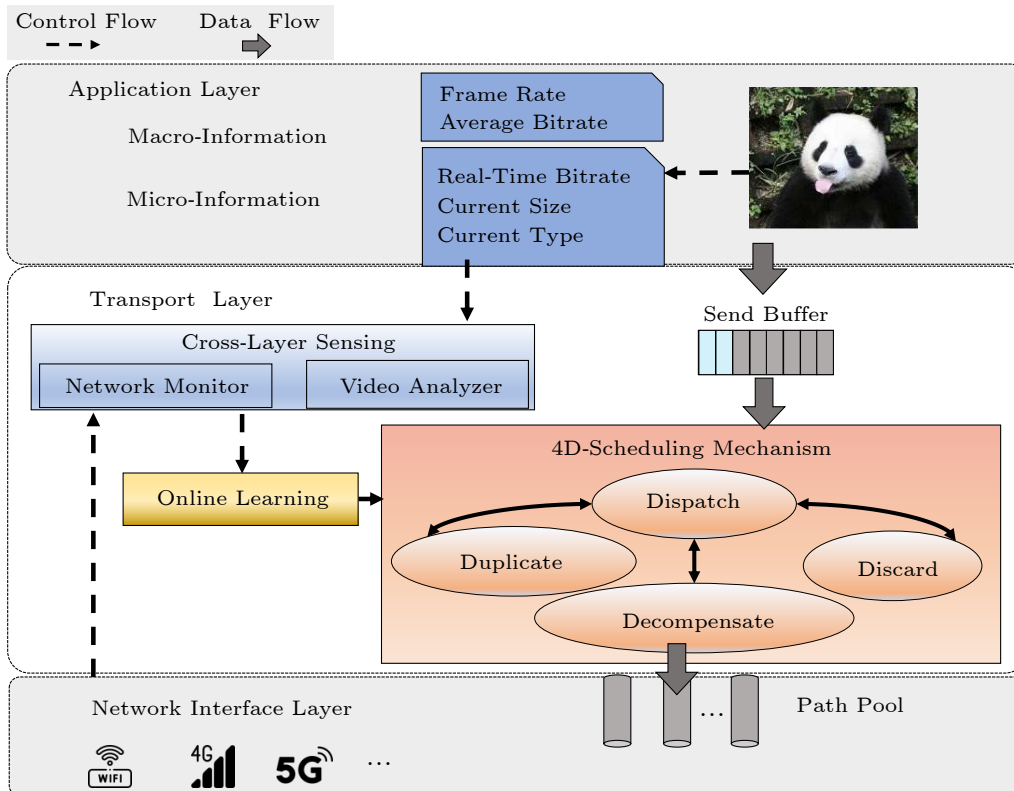 Control Flow
Data Flow
Application Layer
Macro-Information
Micro-Information
Frame Rate
Average Bitrate
Real-Time Bitrate
Current Size
Current Type
Transport Layer
Send Buffer
Cross-Layer Sensing
Network Monitor
Video Analyzer
Online Learning
4D-Scheduling Mechanism
Dispatch
Duplicate
Discard
Decompensate
Network Interface Layer
Path Pool
...
WIFI
4G
5G
...